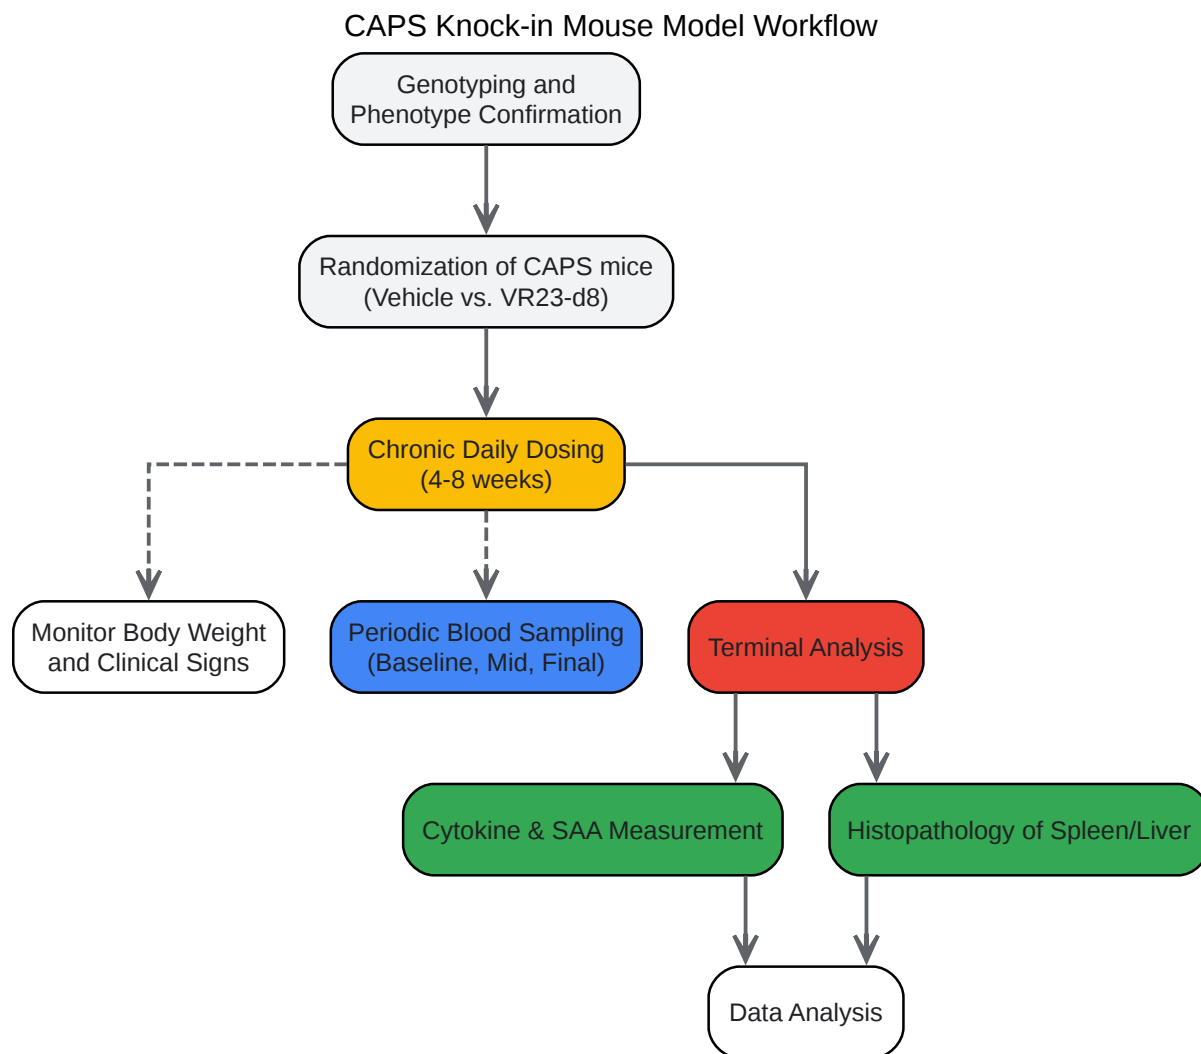 CAPS Knock-in Mouse Model Workflow
Genotyping and
Phenotype Confirmation
Randomization of CAPS mice
(Vehicle vs. VR23-d8)
Chronic Daily Dosing
(4-8 weeks)
Monitor Body Weight
and Clinical Signs
Periodic Blood Sampling
(Baseline, Mid, Final)
Terminal Analysis
Cytokine & SAA Measurement
Histopathology of Spleen/Liver
Data Analysis